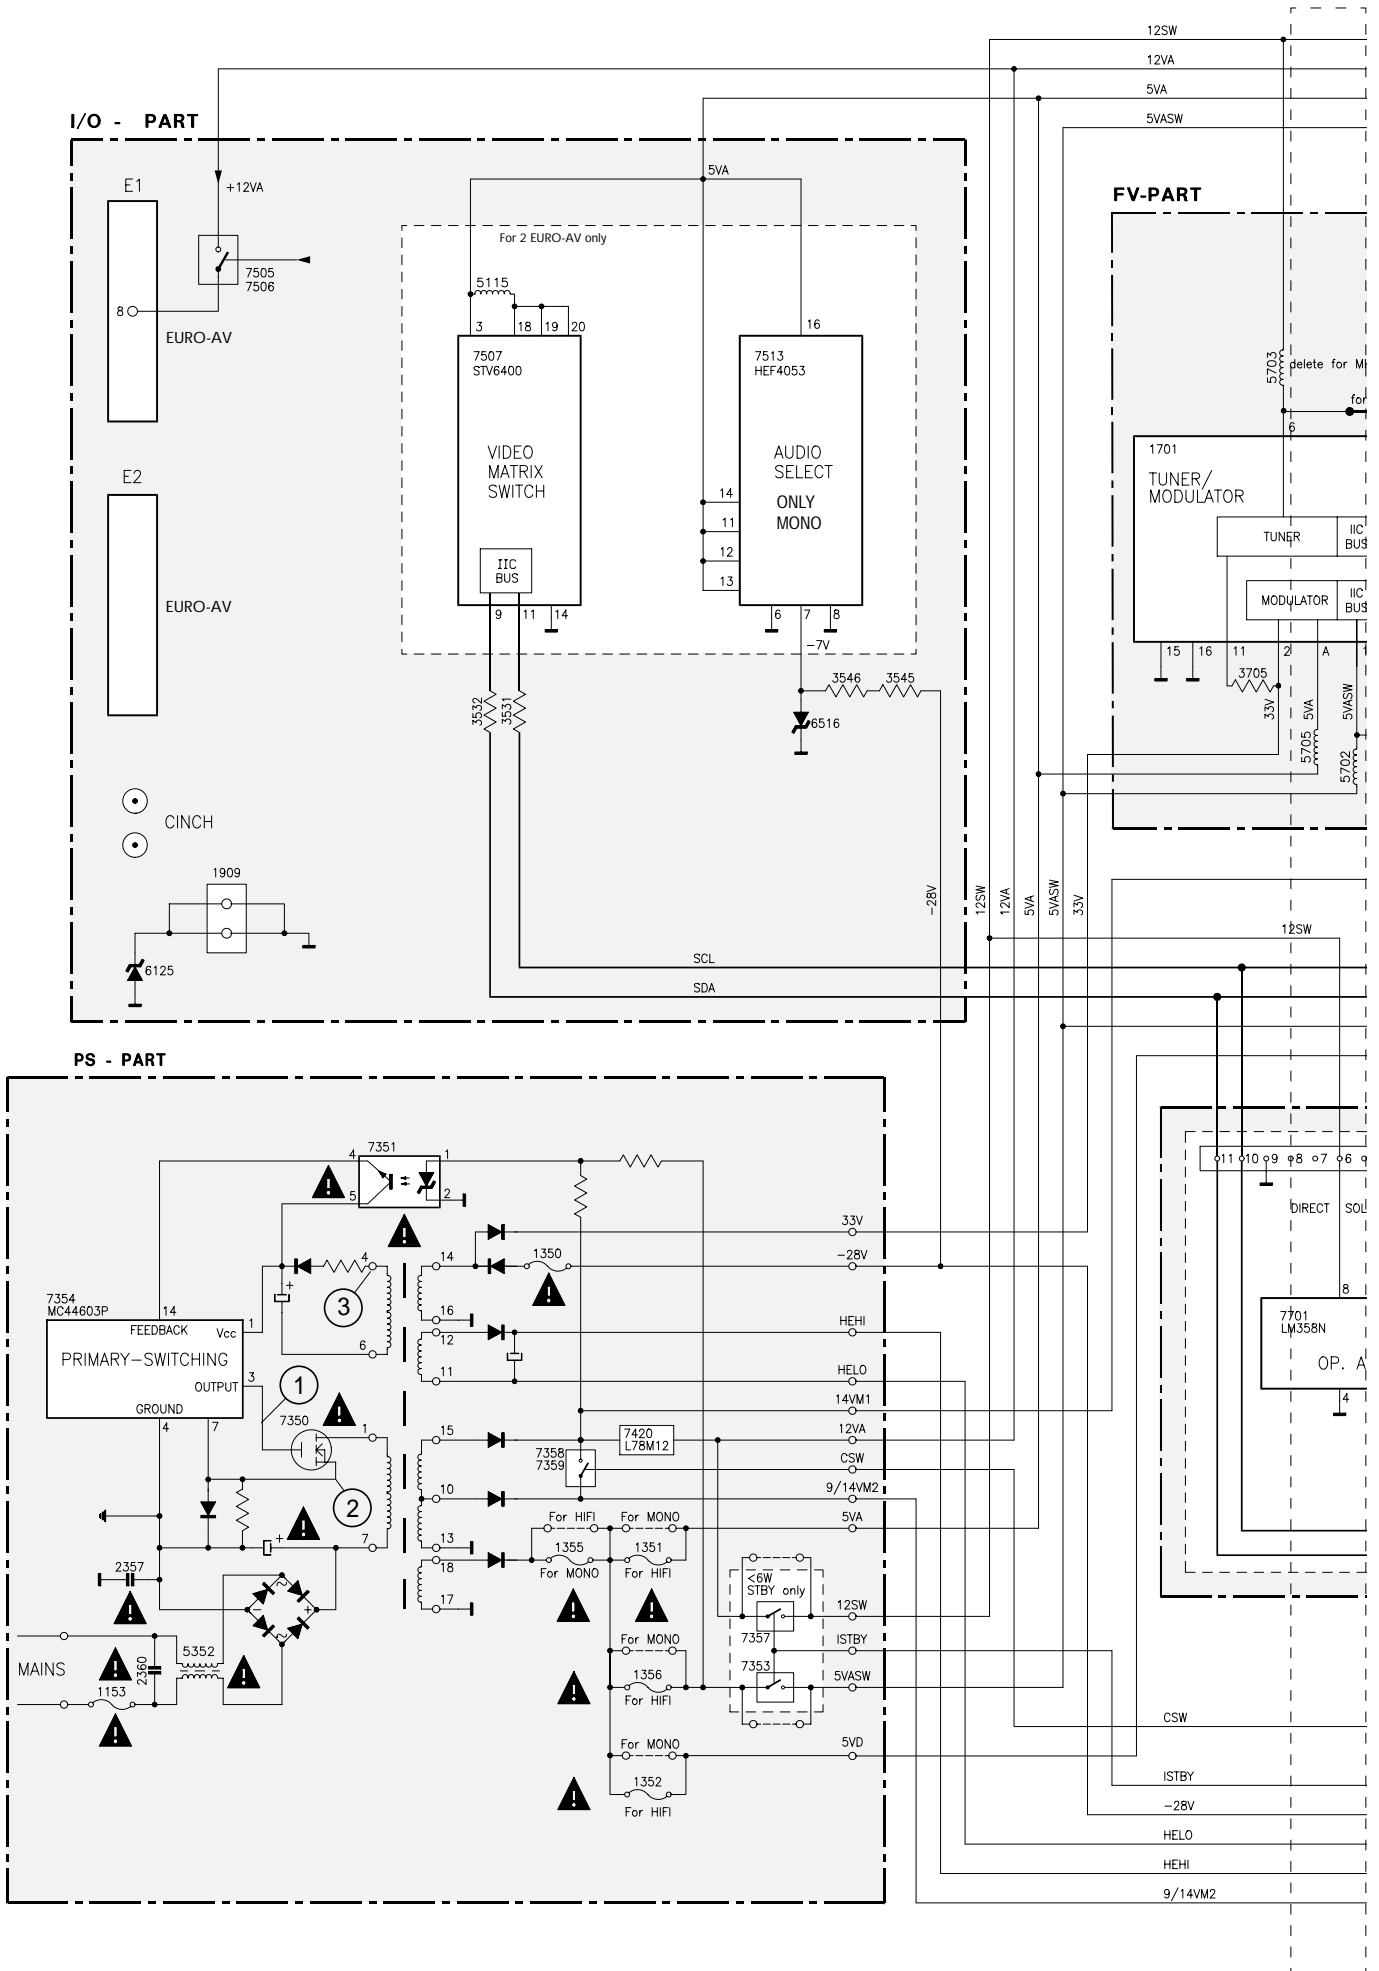 12SW
12VA
5VA
5VASW
I/O - PART
FV-PART
E1
+12VA
5VA
For 2 EURO-AV only
7505
7506
8
EURO-AV
5115
3
18
19
20
16
7507
STV6400
7513
HEF4053
VIDEO
MATRIX
SWITCH
AUDIO
SELECT
ONLY
MONO
14
11
12
13
IIC
BUS
9
11
14
6
7
8
-7V
E2
EURO-AV
3532
3531
3546
3545
6516
5703
delete for
for
6
1701
TUNER/
MODULATOR
TUNER
IIC
BUS
MODULATOR
IIC
BUS
15
16
11
2
A
1
3705
33V
5VA
5VASW
5705
5702
CINCH
1909
6125
-28V
12SW
12VA
5VA
5VASW
33V
12SW
SCL
SDA
PS - PART
7351
4
5
1
2
33V
-28V
HEHI
HELO
14VM1
12VA
CSW
9/14VM2
5VA
12SW
ISTBY
5VASW
5VD
14
1350
16
12
11
15
10
13
18
17
4
3
6
+
7354
MC44603P
14
FEEDBACK
Vcc
1
PRIMARY-SWITCHING
OUTPUT
3
GROUND
4
7
1
7350
1
2
7
+
7420
L78M12
7358
7359
For HIFI
For MONO
1355
1351
For MONO
For HIFI
<6W
STBY only
7357
7353
For MONO
1356
For HIFI
For MONO
1352
For HIFI
2357
~
-
+
~
MAINS
2360
5352
1153
11
10
9
8
7
6
DIRECT
SOL
8
7701
LM358N
OP. A
4
CSW
ISTBY
-28V
HELO
HEHI
9/14VM2